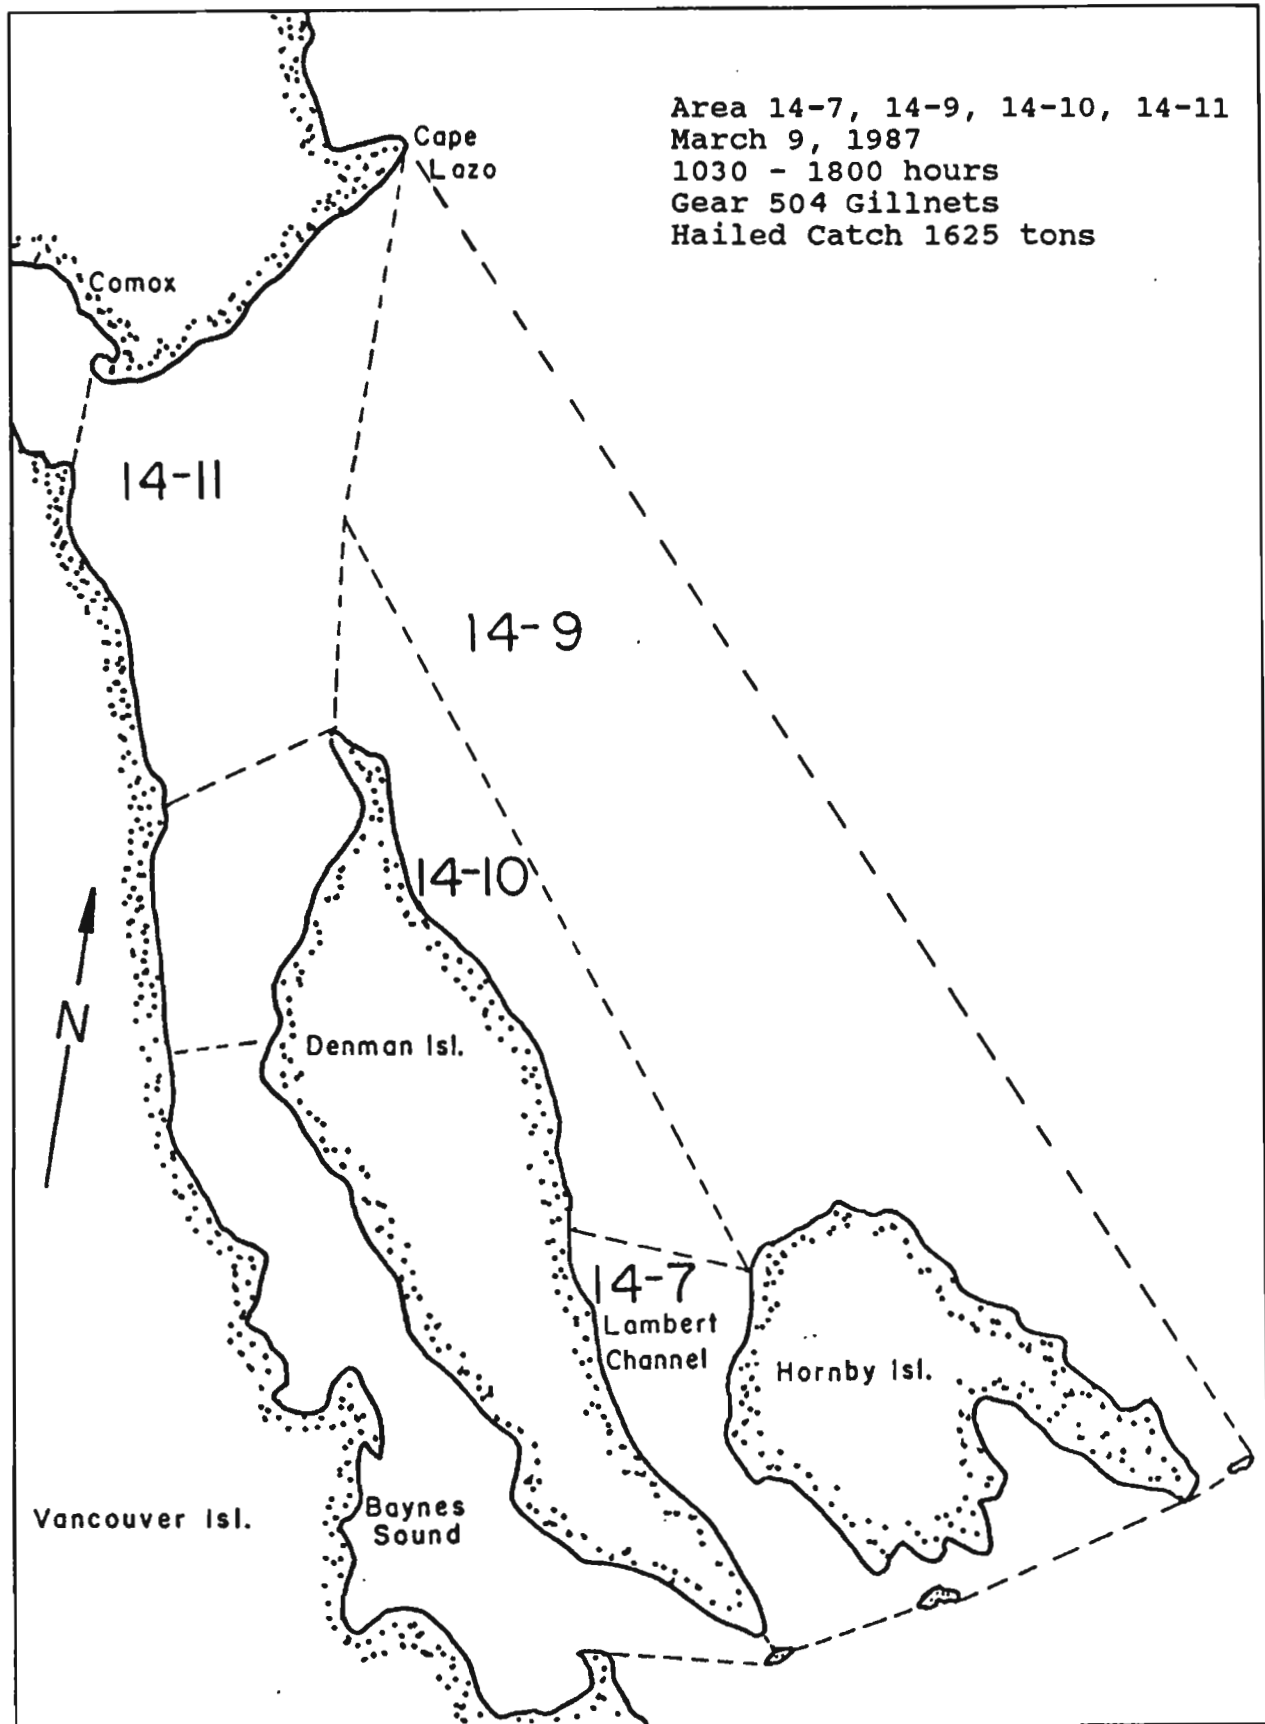 Area 14-7, 14-9, 14-10, 14-11
March 9, 1987
1030 - 1800 hours
Gear 504 Gillnets
Hailed Catch 1625 tons
Cape
Lazo
Comox
14-11
14-9
14-10
N
Denman Isl.
14-7
Lambert
Channel
Hornby Isl.
Vancouver Isl.
Baynes
Sound